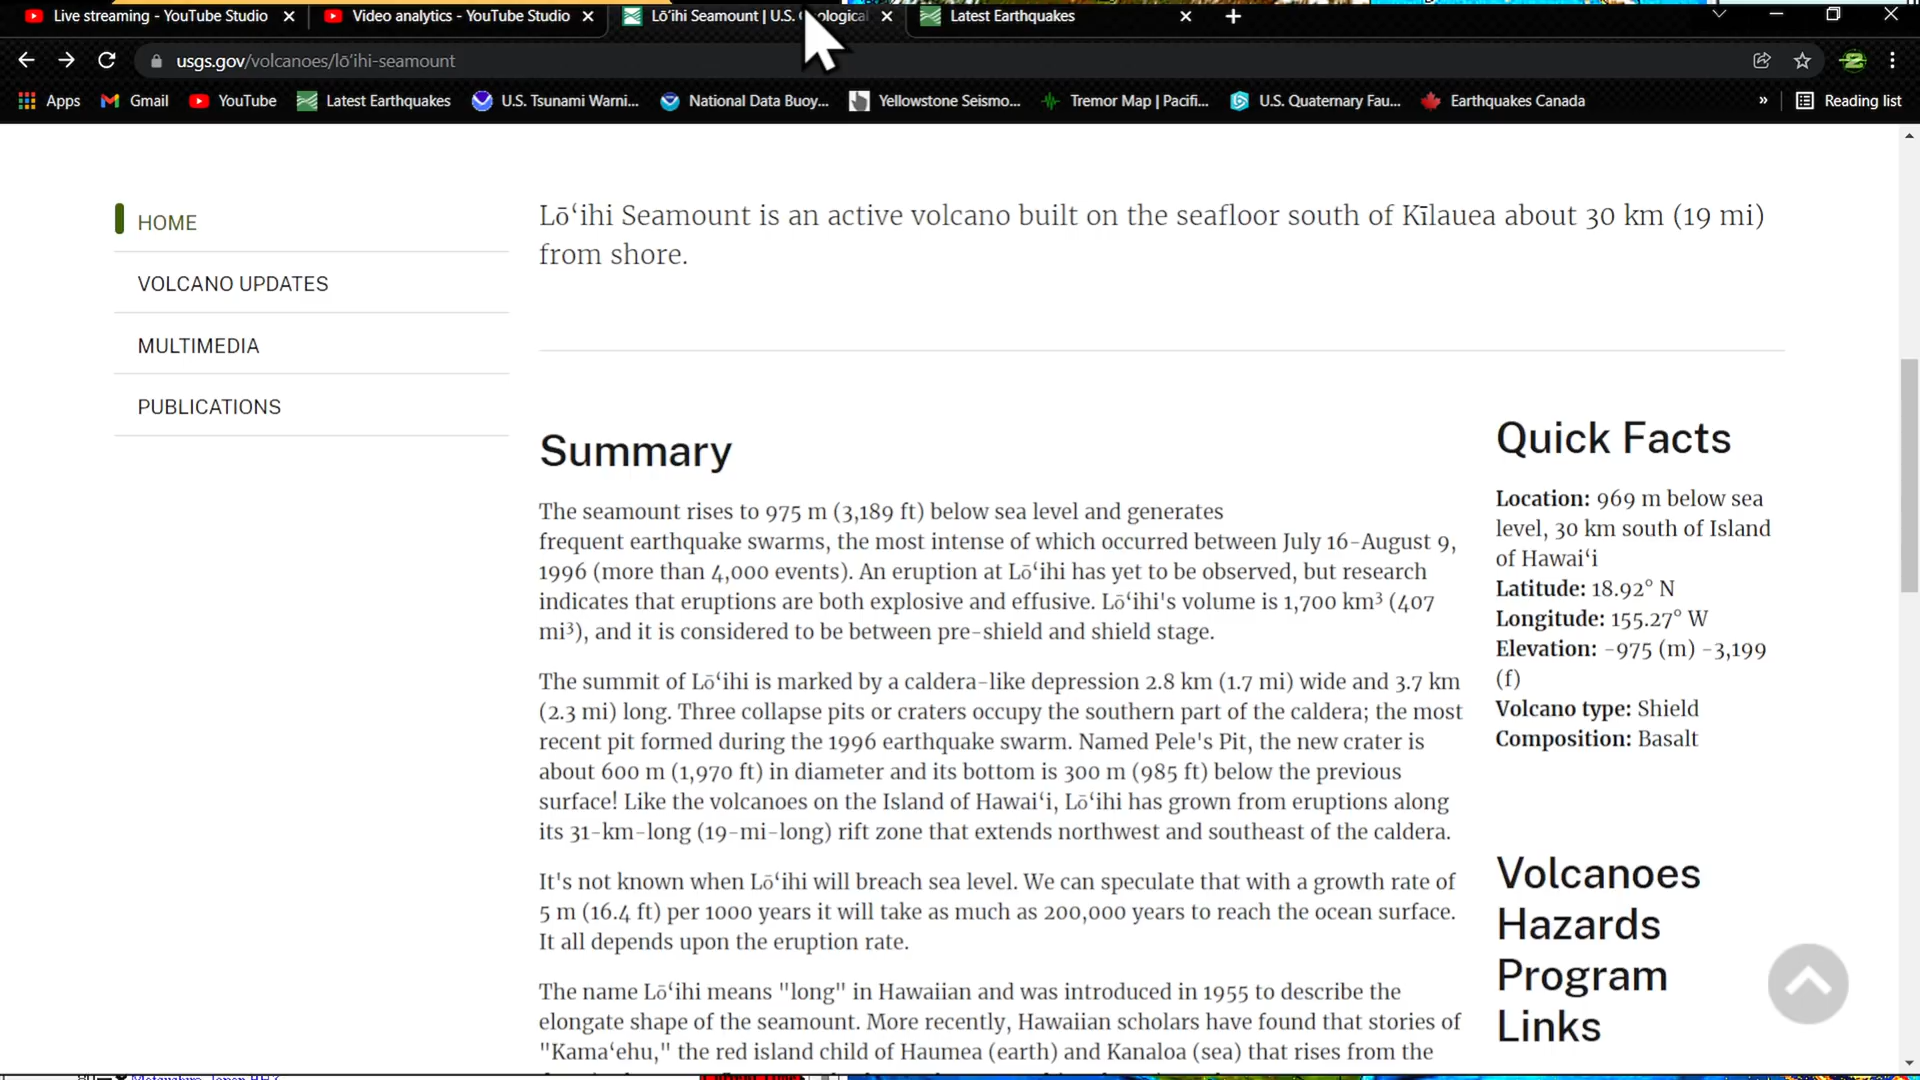 Live streaming - YouTube Studio
Video analytics - YouTube Studio
Lō'ihi Seamount | U.S.
Latest Earthquakes
usgs.gov/volcanoes/lō'ihi-seamount
Apps
Gmail
YouTube
Latest Earthquakes
U.S. Tsunami Warni...
National Data Buoy...
Yellowstone Seismo...
Tremor Map | Pacifi...
U.S. Quaternary Fau...
Earthquakes Canada
»
Reading list
HOME
VOLCANO UPDATES
MULTIMEDIA
PUBLICATIONS
Lōʻihi Seamount is an active volcano built on the seafloor south of Kīlauea about 30 km (19 mi)
from shore.
Summary
The seamount rises to 975 m (3,189 ft) below sea level and generates
frequent earthquake swarms, the most intense of which occurred between July 16-August 9,
1996 (more than 4,000 events). An eruption at Lōʻihi has yet to be observed, but research
indicates that eruptions are both explosive and effusive. Lōʻihi's volume is 1,700 km³ (407
mi³), and it is considered to be between pre-shield and shield stage.
The summit of Lōʻihi is marked by a caldera-like depression 2.8 km (1.7 mi) wide and 3.7 km
(2.3 mi) long. Three collapse pits or craters occupy the southern part of the caldera; the most
recent pit formed during the 1996 earthquake swarm. Named Pele's Pit, the new crater is
about 600 m (1,970 ft) in diameter and its bottom is 300 m (985 ft) below the previous
surface! Like the volcanoes on the Island of Hawaiʻi, Lōʻihi has grown from eruptions along
its 31-km-long (19-mi-long) rift zone that extends northwest and southeast of the caldera.
It's not known when Lōʻihi will breach sea level. We can speculate that with a growth rate of
5 m (16.4 ft) per 1000 years it will take as much as 200,000 years to reach the ocean surface.
It all depends upon the eruption rate.
The name Lōʻihi means "long" in Hawaiian and was introduced in 1955 to describe the
elongate shape of the seamount. More recently, Hawaiian scholars have found that stories of
"Kamaʻehu," the red island child of Haumea (earth) and Kanaloa (sea) that rises from the
Quick Facts
Location: 969 m below sea
level, 30 km south of Island
of Hawaiʻi
Latitude: 18.92° N
Longitude: 155.27° W
Elevation: -975 (m) -3,199
(f)
Volcano type: Shield
Composition: Basalt
Volcanoes
Hazards
Program
Links